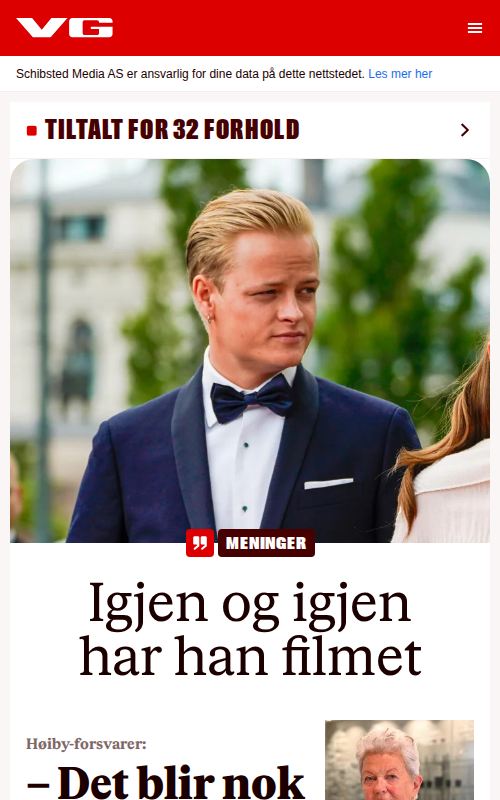 VG
Schibsted Media AS er ansvarlig for dine data på dette nettstedet. Les mer her
TILTALT FOR 32 FORHOLD
MENINGER
Igjen og igjen
har han filmet
Høiby-forsvarer:
– Det blir nok